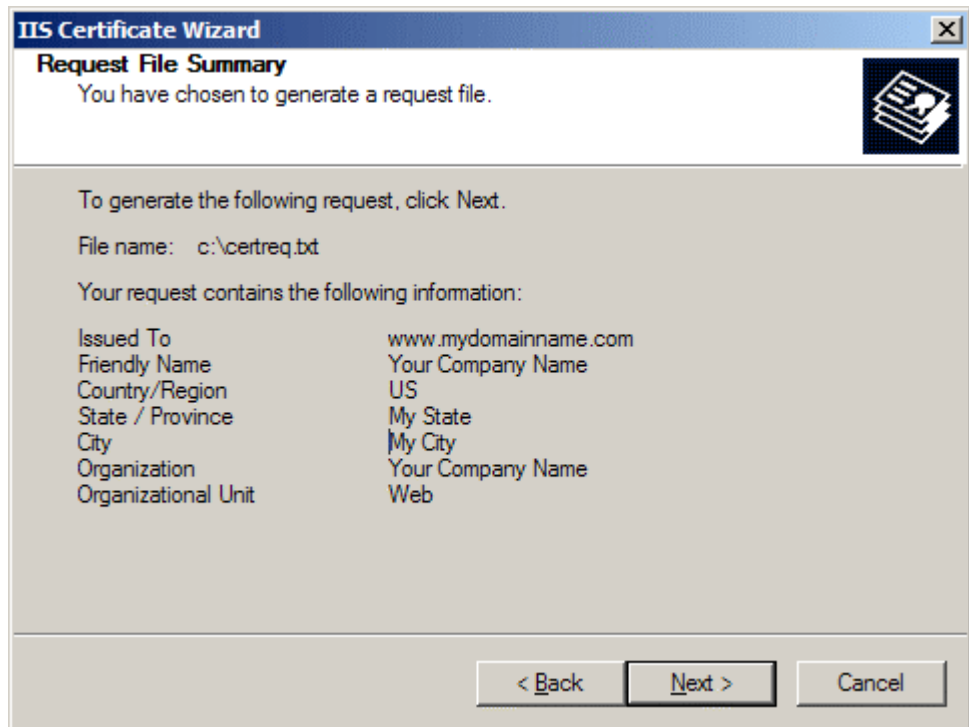 IIS Certificate Wizard
Request File Summary
You have chosen to generate a request file.
To generate the following request, click Next.
File name: c:\certreq.txt
Your request contains the following information:
Issued To www.mydomainname.com
Friendly Name Your Company Name
Country/Region US
State / Province My State
City My City
Organization Your Company Name
Organizational Unit Web
< Back Next > Cancel